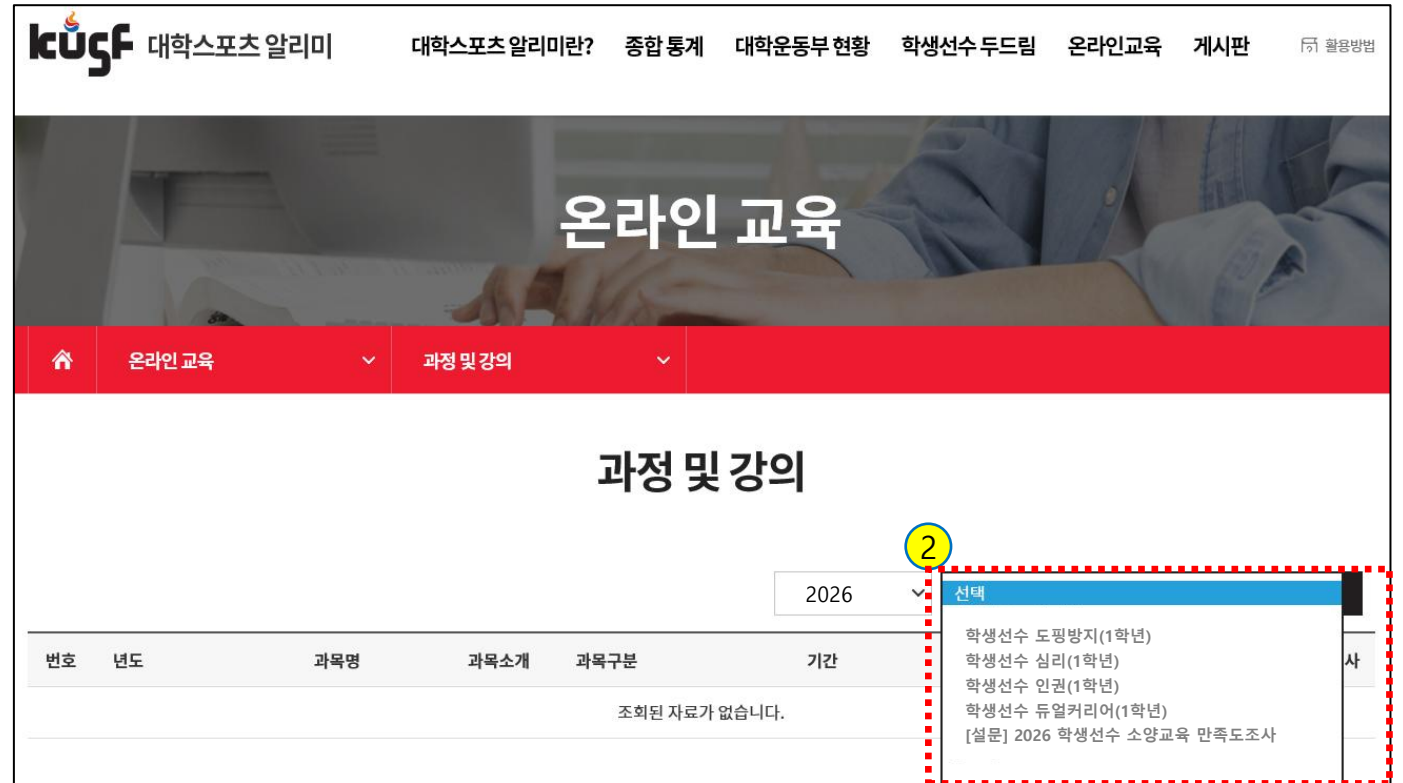 kusf 대학스포츠 알리미 대학스포츠 알리미란? 종합 통계 대학운동부 현황 학생선수 두드림 온라인교육 게시판 활용방법
온라인 교육
온라인 교육 과정 및 강의
과정 및 강의
2
2026 선택
학생선수 도핑방지(1학년)
학생선수 심리(1학년)
학생선수 인권(1학년)
학생선수 듀얼커리어(1학년)
[설문] 2026 학생선수 소양교육 만족도조사
번호 년도 과목명 과목소개 과목구분 기간 사
조회된 자료가 없습니다.